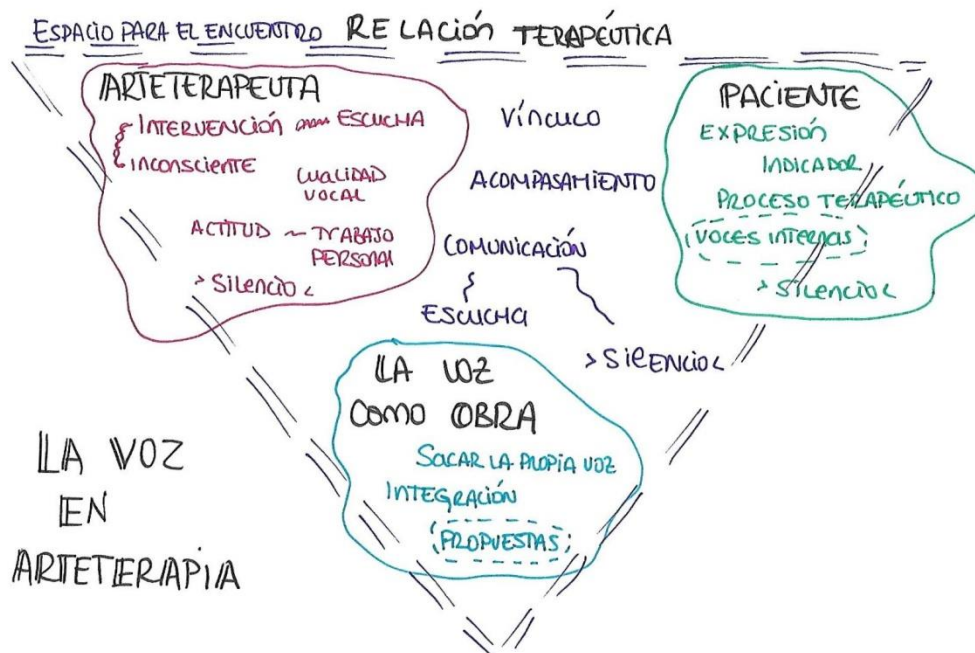 ESPACIO PARA EL ENCUENTRO RELACIÓN TERAPÉUTICA
ARTETERAPEUTA
INTERVENCIÓN ESCUCHA
INCONSCIENTE
CUALIDAD
VOCAL
ACTITUD ~ TRABAJO
PERSONAL
> SILENCIO <
VÍNCULO
ACOMPASAMIENTO
COMUNICACIÓN
ESCUCHA
> SILENCIO <
PACIENTE
EXPRESIÓN
INDICADOR
PROCESO TERAPÉUTICO
VOCES INTERNAS
> SILENCIO <
LA VOZ
COMO OBRA
SACAR LA PROPIA VOZ
INTEGRACIÓN
PROPUESTAS
LA VOZ
EN
ARTETERAPIA